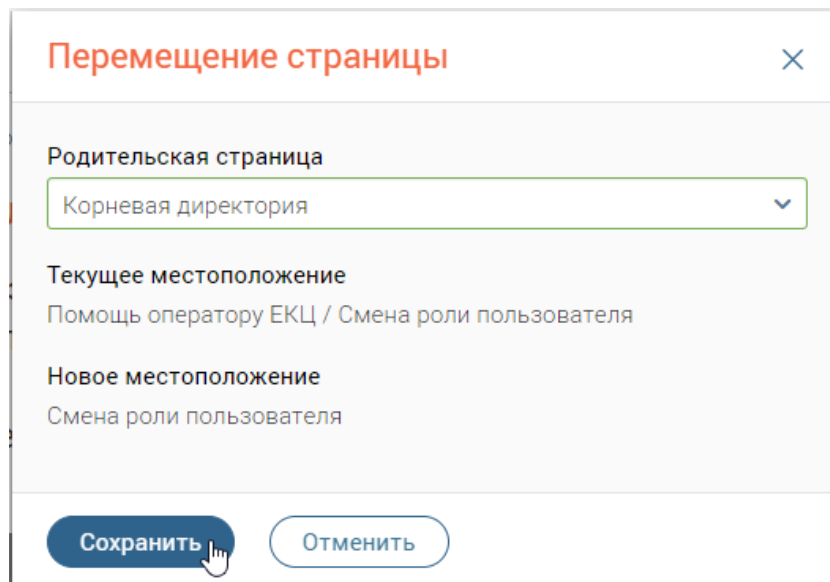 Перемещение страницы
Родительская страница
Корневая директория
Текущее местоположение
Помощь оператору ЕКЦ / Смена роли пользователя
Новое местоположение
Смена роли пользователя
Сохранить
Отменить